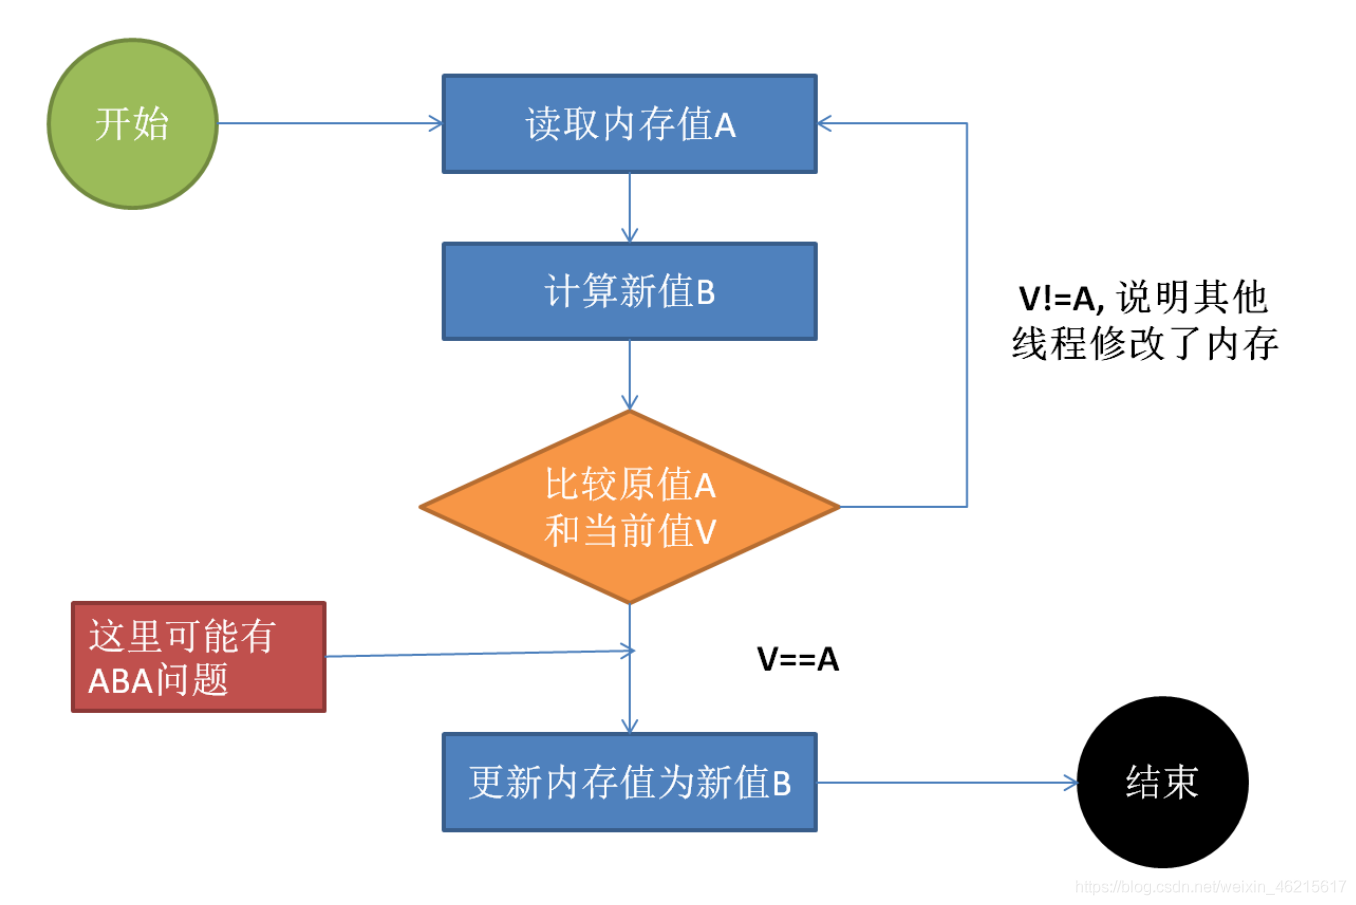 开始
读取内存值A
计算新值B
V!=A, 说明其他
线程修改了内存
比较原值A
和当前值V
这里可能有
ABA问题
V==A
更新内存值为新值B
结束
https://blog.csdn.net/weixin_46215617